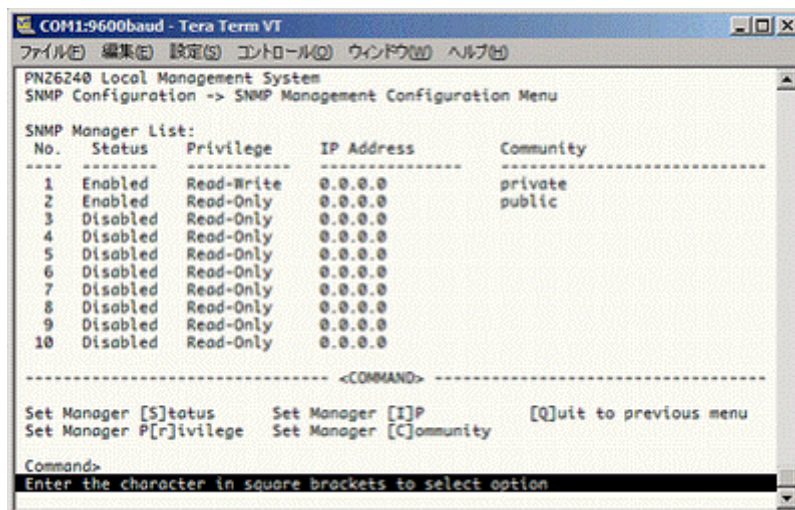 COM1:9600baud - Tera Term VT
ファイル(F) 編集(E) 設定(S) コントロール(O) ウィンドウ(W) ヘルプ(H)
PN26240 Local Management System
SNMP Configuration -> SNMP Management Configuration Menu
SNMP Manager List:
No. Status Privilege IP Address Community
---- -------- ----------- --------------- ------------------------------
1 Enabled Read-Write 0.0.0.0 private
2 Enabled Read-Only 0.0.0.0 public
3 Disabled Read-Only 0.0.0.0
4 Disabled Read-Only 0.0.0.0
5 Disabled Read-Only 0.0.0.0
6 Disabled Read-Only 0.0.0.0
7 Disabled Read-Only 0.0.0.0
8 Disabled Read-Only 0.0.0.0
9 Disabled Read-Only 0.0.0.0
10 Disabled Read-Only 0.0.0.0
---------------------------------- <COMMAND> -------------------------------------
Set Manager [S]tatus Set Manager [I]P [Q]uit to previous menu
Set Manager P[r]ivilege Set Manager [C]ommunity
Command>
Enter the character in square brackets to select option